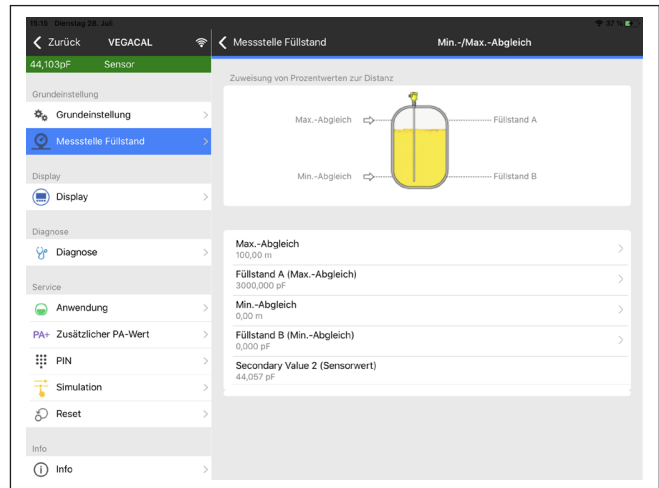 15:15 Dienstag 28. Juli
37 %
Zurück VEGACAL
Messstelle Füllstand
Min.-/Max.-Abgleich
44,103pF Sensor
Grundeinstellung
Grundeinstellung
Messstelle Füllstand
Display
Display
Diagnose
Diagnose
Service
Anwendung
PA+ Zusätzlicher PA-Wert
PIN
Simulation
Reset
Info
Info
Zuweisung von Prozentwerten zur Distanz
Max.-Abgleich
Füllstand A
Min.-Abgleich
Füllstand B
Max.-Abgleich
100,00 m
Füllstand A (Max.-Abgleich)
3000,000 pF
Min.-Abgleich
0,00 m
Füllstand B (Min.-Abgleich)
0,000 pF
Secondary Value 2 (Sensorwert)
44,057 pF